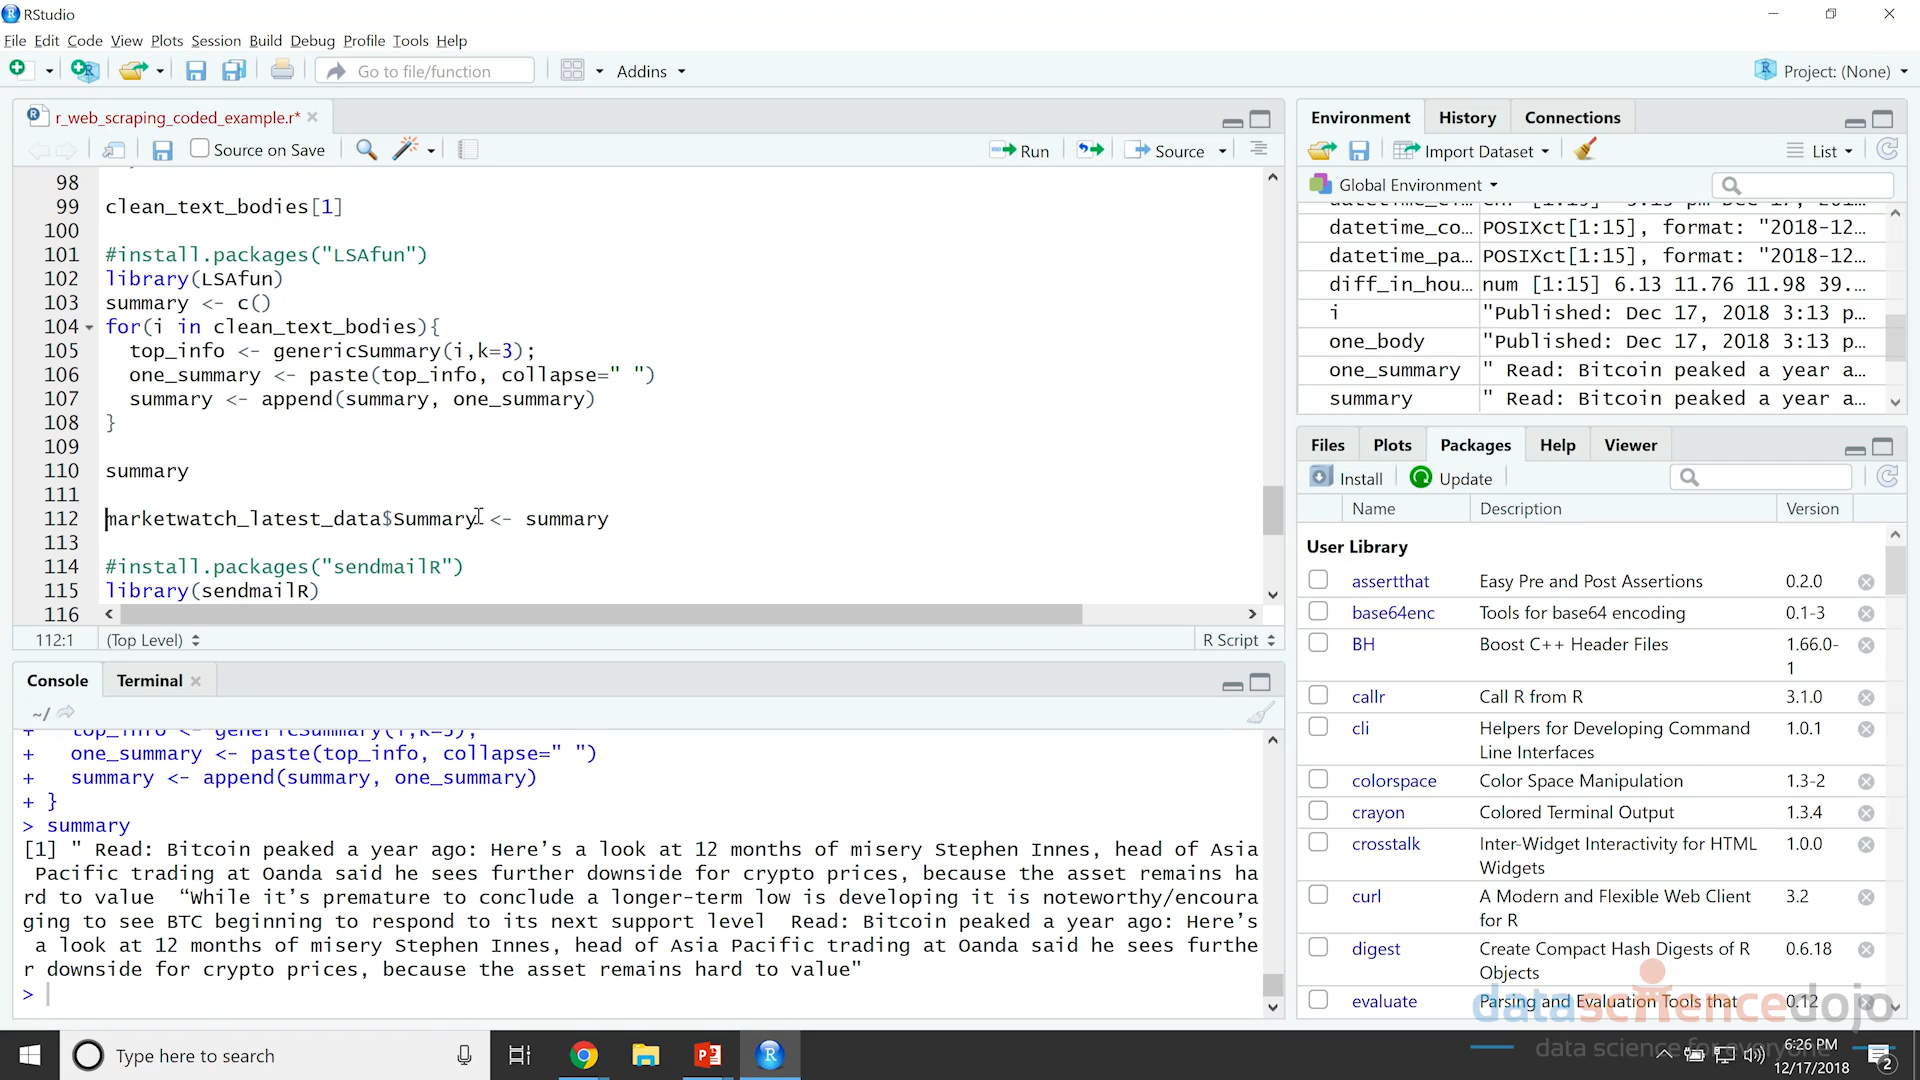 RStudio
File Edit Code View Plots Session Build Debug Profile Tools Help
Go to file/function
Addins
Project: (None)
r_web_scraping_coded_example.r*
Source on Save
Run
Source
98
99 clean_text_bodies[1]
100
101 #install.packages("LSAfun")
102 library(LSAfun)
103 summary <- c()
104 for(i in clean_text_bodies){
105 top_info <- genericSummary(i,k=3);
106 one_summary <- paste(top_info, collapse=" ")
107 summary <- append(summary, one_summary)
108 }
109
110 summary
111
112 marketwatch_latest_data$Summary <- summary
113
114 #install.packages("sendmailR")
115 library(sendmailR)
116
112:1 (Top Level) R Script
Console Terminal
~/
+ top_info <- genericSummary(i,k=3);
+ one_summary <- paste(top_info, collapse=" ")
+ summary <- append(summary, one_summary)
+ }
> summary
[1] " Read: Bitcoin peaked a year ago: Here’s a look at 12 months of misery Stephen Innes, head of Asia
Pacific trading at Oanda said he sees further downside for crypto prices, because the asset remains ha
rd to value “While it’s premature to conclude a longer-term low is developing it is noteworthy/encoura
ging to see BTC beginning to respond to its next support level Read: Bitcoin peaked a year ago: Here’s
a look at 12 months of misery Stephen Innes, head of Asia Pacific trading at Oanda said he sees furthe
r downside for crypto prices, because the asset remains hard to value"
>
Environment History Connections
Import Dataset
List
Global Environment
datetime_co... POSIXct[1:15], format: "2018-12...
datetime_pa... POSIXct[1:15], format: "2018-12...
diff_in_hou... num [1:15] 6.13 11.76 11.98 39....
i "Published: Dec 17, 2018 3:13 p...
one_body "Published: Dec 17, 2018 3:13 p...
one_summary " Read: Bitcoin peaked a year a...
summary " Read: Bitcoin peaked a year a...
Files Plots Packages Help Viewer
Install Update
Name Description Version
User Library
assertthat Easy Pre and Post Assertions 0.2.0
base64enc Tools for base64 encoding 0.1-3
BH Boost C++ Header Files 1.66.0-
1
callr Call R from R 3.1.0
cli Helpers for Developing Command 1.0.1
Line Interfaces
colorspace Color Space Manipulation 1.3-2
crayon Colored Terminal Output 1.3.4
crosstalk Inter-Widget Interactivity for HTML 1.0.0
Widgets
curl A Modern and Flexible Web Client 3.2
for R
digest Create Compact Hash Digests of R 0.6.18
Objects
evaluate Parsing and Evaluation Tools that 0.12
datasciencedojo
data science for everyone
Type here to search
6:26 PM
12/17/2018
2